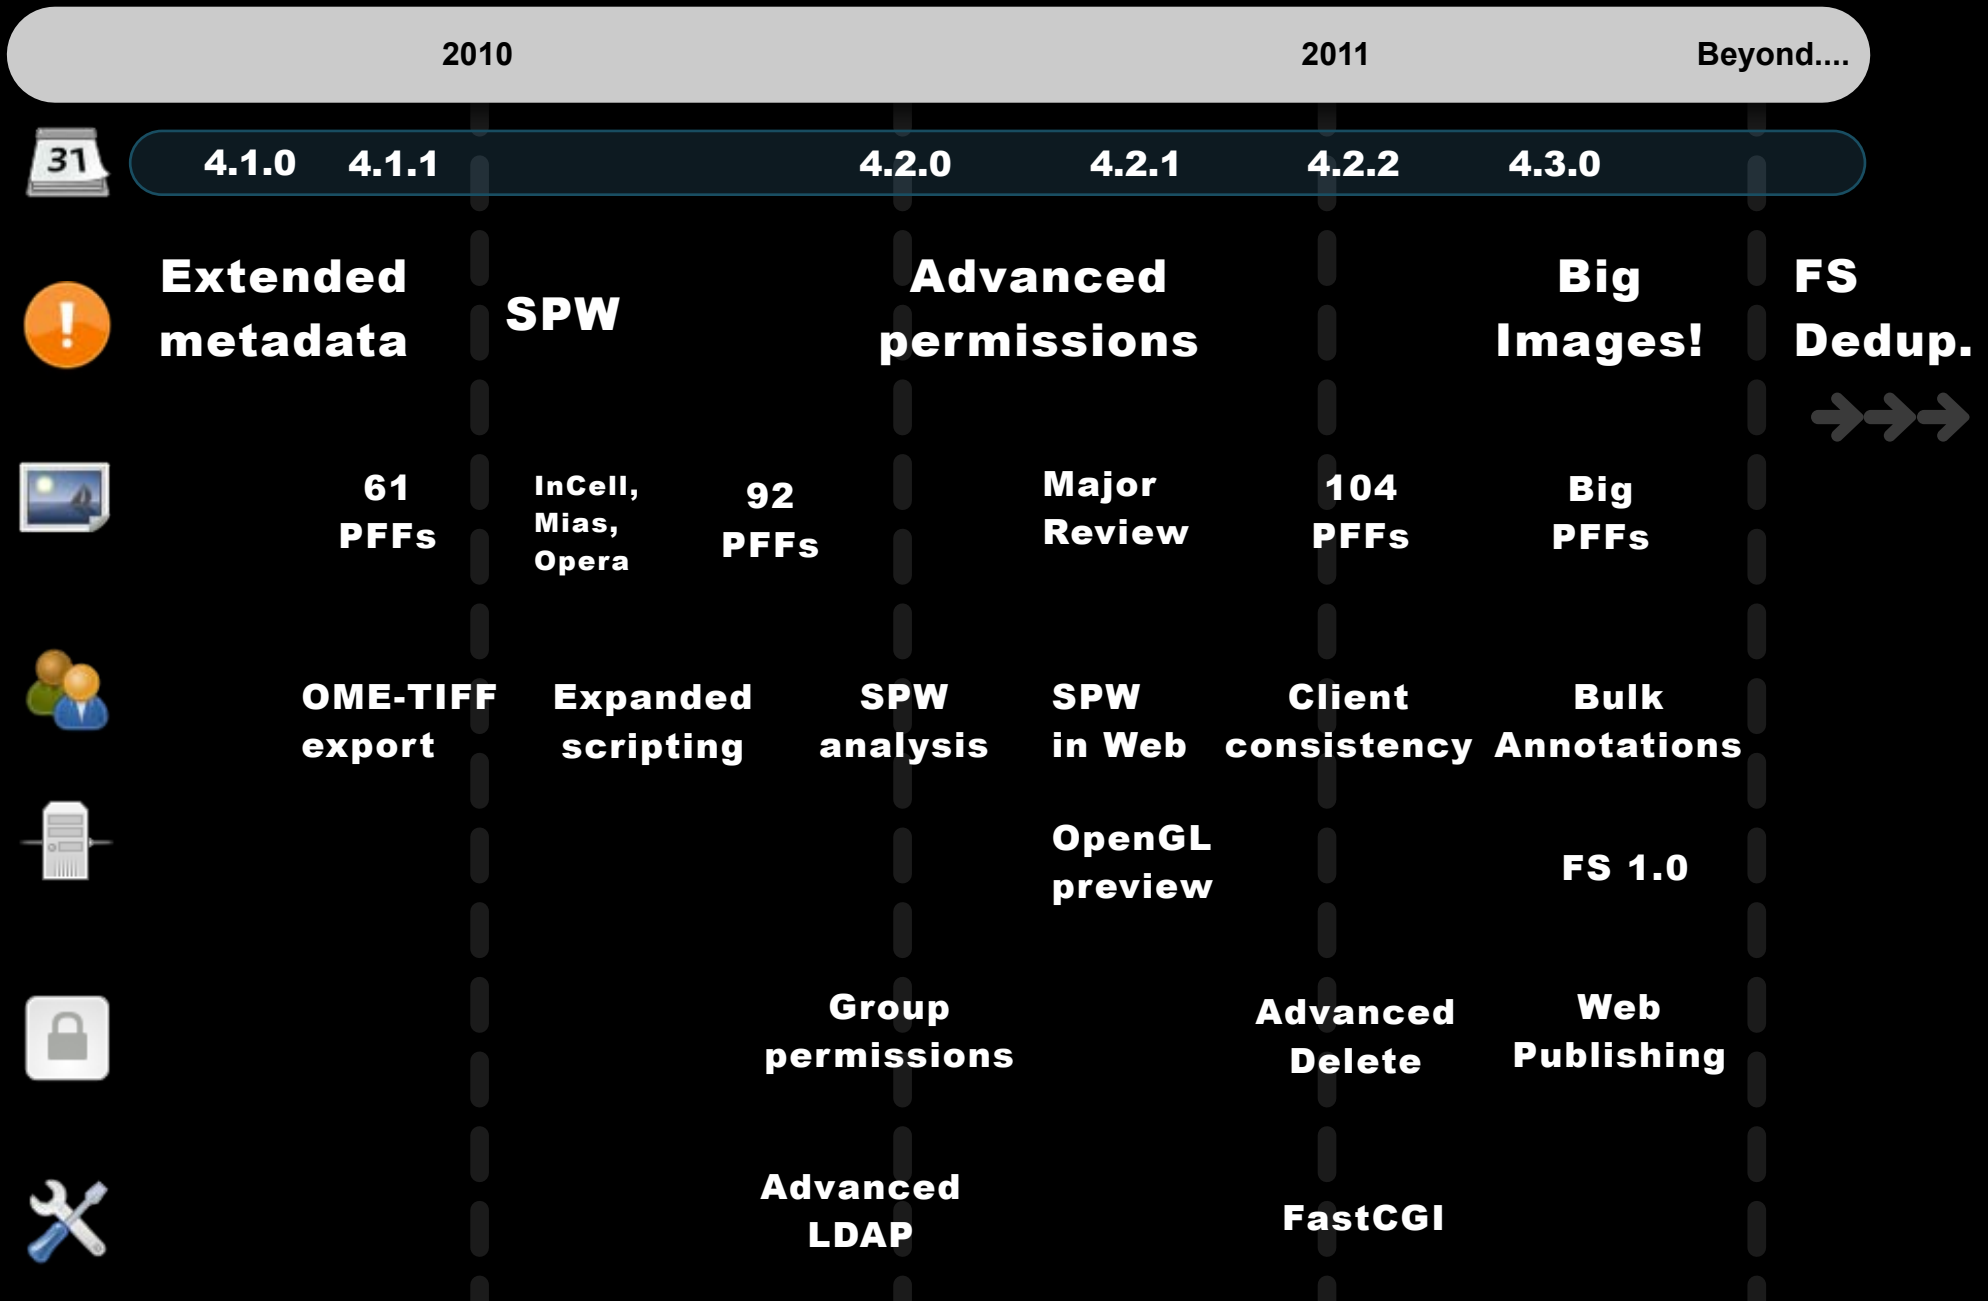 2010
2011
Beyond....
31
4.1.0
4.1.1
4.2.0
4.2.1
4.2.2
4.3.0
Extended
metadata
SPW
Advanced
permissions
Big
Images!
FS
Dedup.
61
PFFs
InCell,
Mias,
Opera
92
PFFs
Major
Review
104
PFFs
Big
PFFs
OME-TIFF
export
Expanded
scripting
SPW
analysis
SPW
in Web
Client
consistency
Bulk
Annotations
OpenGL
preview
FS 1.0
Group
permissions
Advanced
Delete
Web
Publishing
Advanced
LDAP
FastCGI